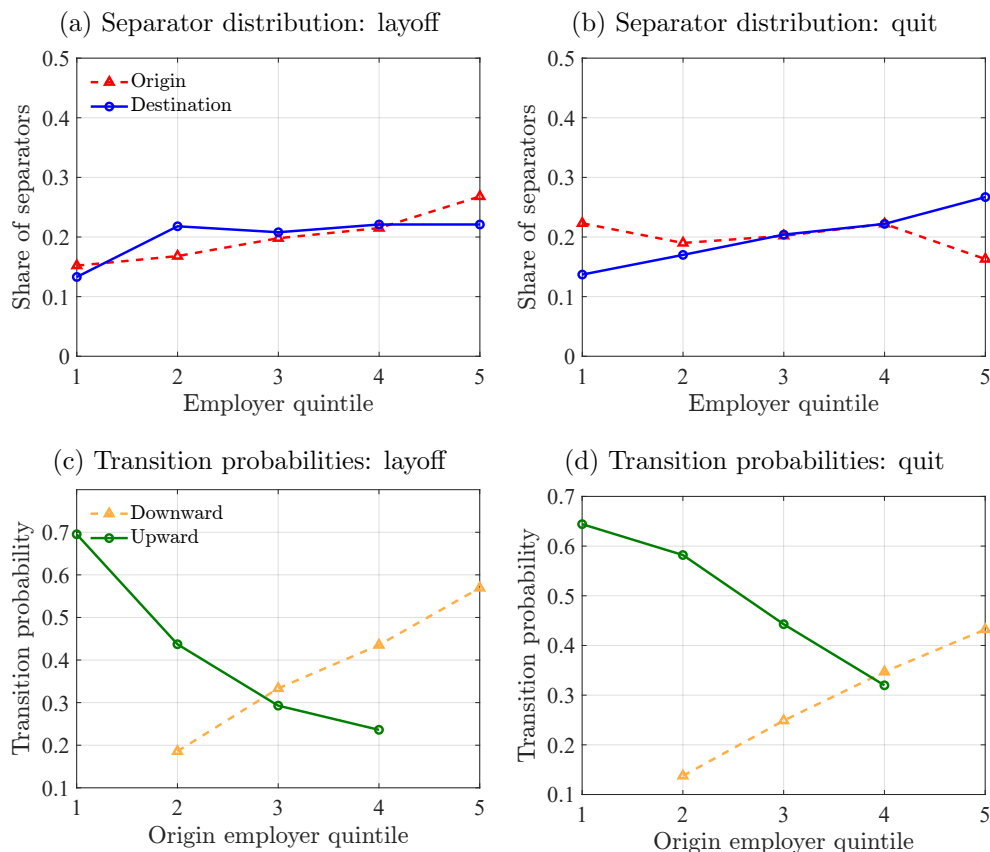 (a) Separator distribution: layoff
(b) Separator distribution: quit
Share of separators
0.5
0.4
0.3
0.2
0.1
0
Origin
Destination
1 2 3 4 5
Employer quintile
Share of separators
0.5
0.4
0.3
0.2
0.1
0
1 2 3 4 5
Employer quintile
(c) Transition probabilities: layoff
(d) Transition probabilities: quit
Transition probability
0.7
0.6
0.5
0.4
0.3
0.2
0.1
Downward
Upward
1 2 3 4 5
Origin employer quintile
Transition probability
0.7
0.6
0.5
0.4
0.3
0.2
0.1
1 2 3 4 5
Origin employer quintile